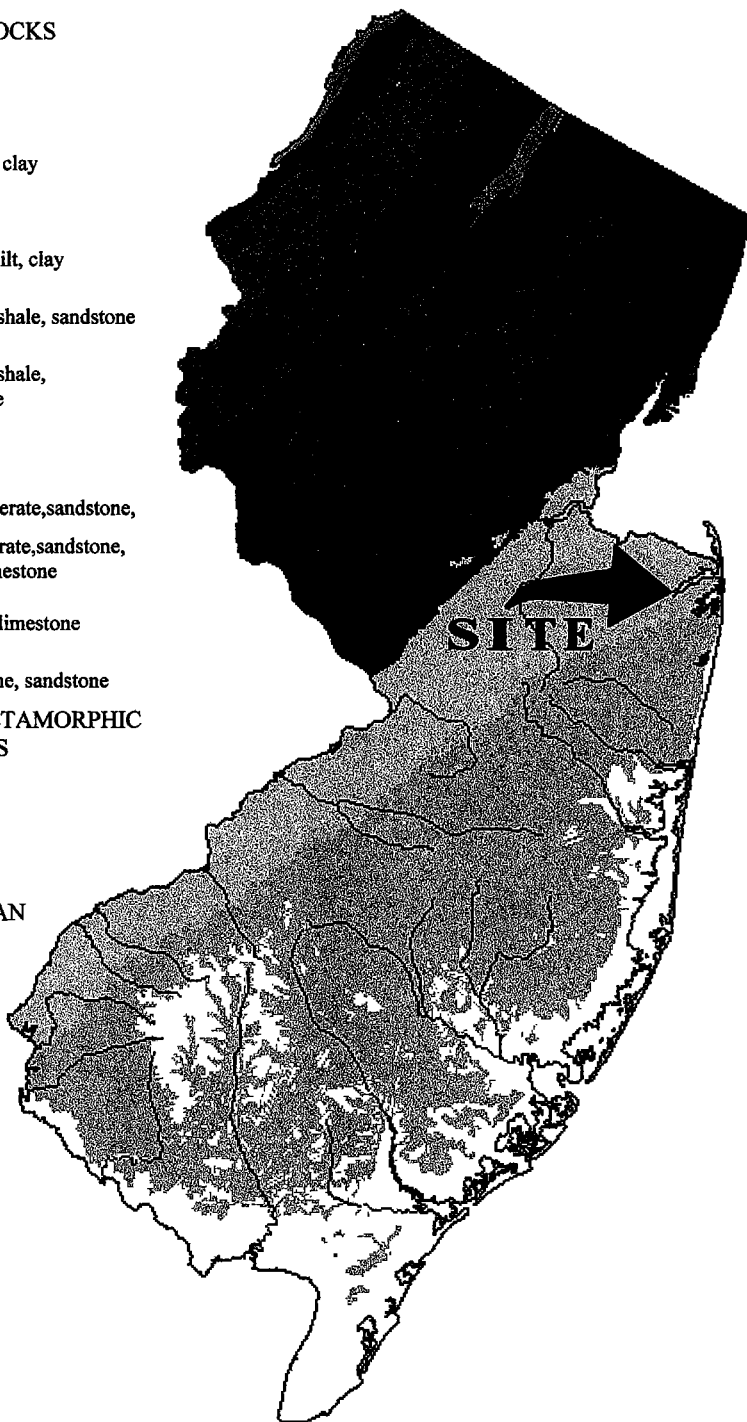 OCKS
clay
ilt, clay
shale, sandstone
shale,
e
erate,sandstone,
rate,sandstone,
nestone
limestone
ne, sandstone
TAMORPHIC
S
AN
SITE